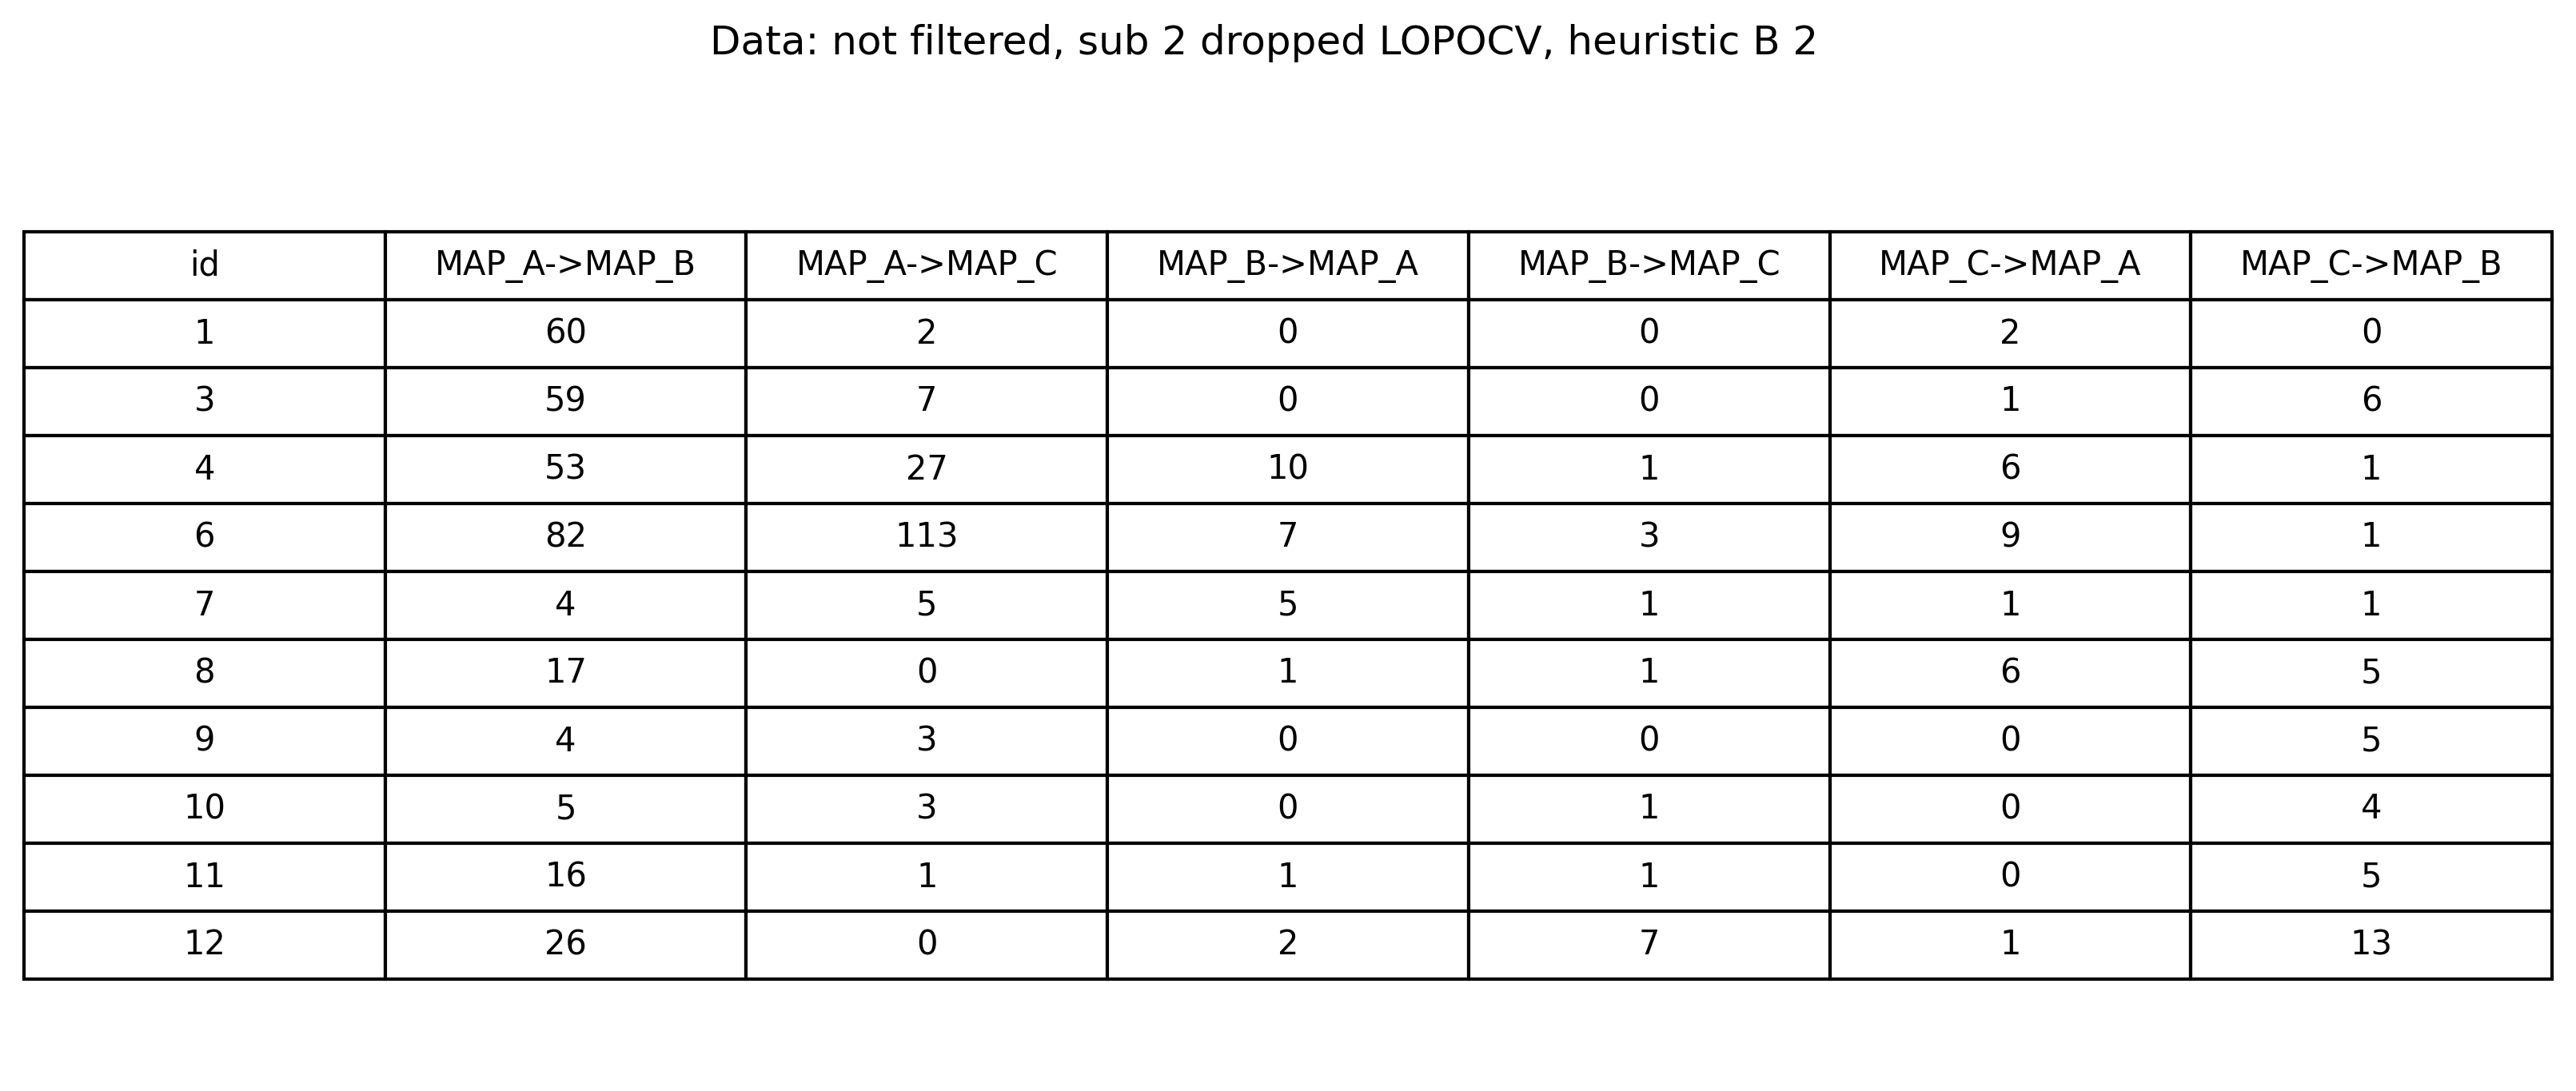 Data: not filtered, sub 2 dropped LOPOCV, heuristic B 2
id MAP_A->MAP_B MAP_A->MAP_C MAP_B->MAP_A MAP_B->MAP_C MAP_C->MAP_A MAP_C->MAP_B
1 60 2 0 0 2 0
3 59 7 0 0 1 6
4 53 27 10 1 6 1
6 82 113 7 3 9 1
7 4 5 5 1 1 1
8 17 0 1 1 6 5
9 4 3 0 0 0 5
10 5 3 0 1 0 4
11 16 1 1 1 0 5
12 26 0 2 7 1 13